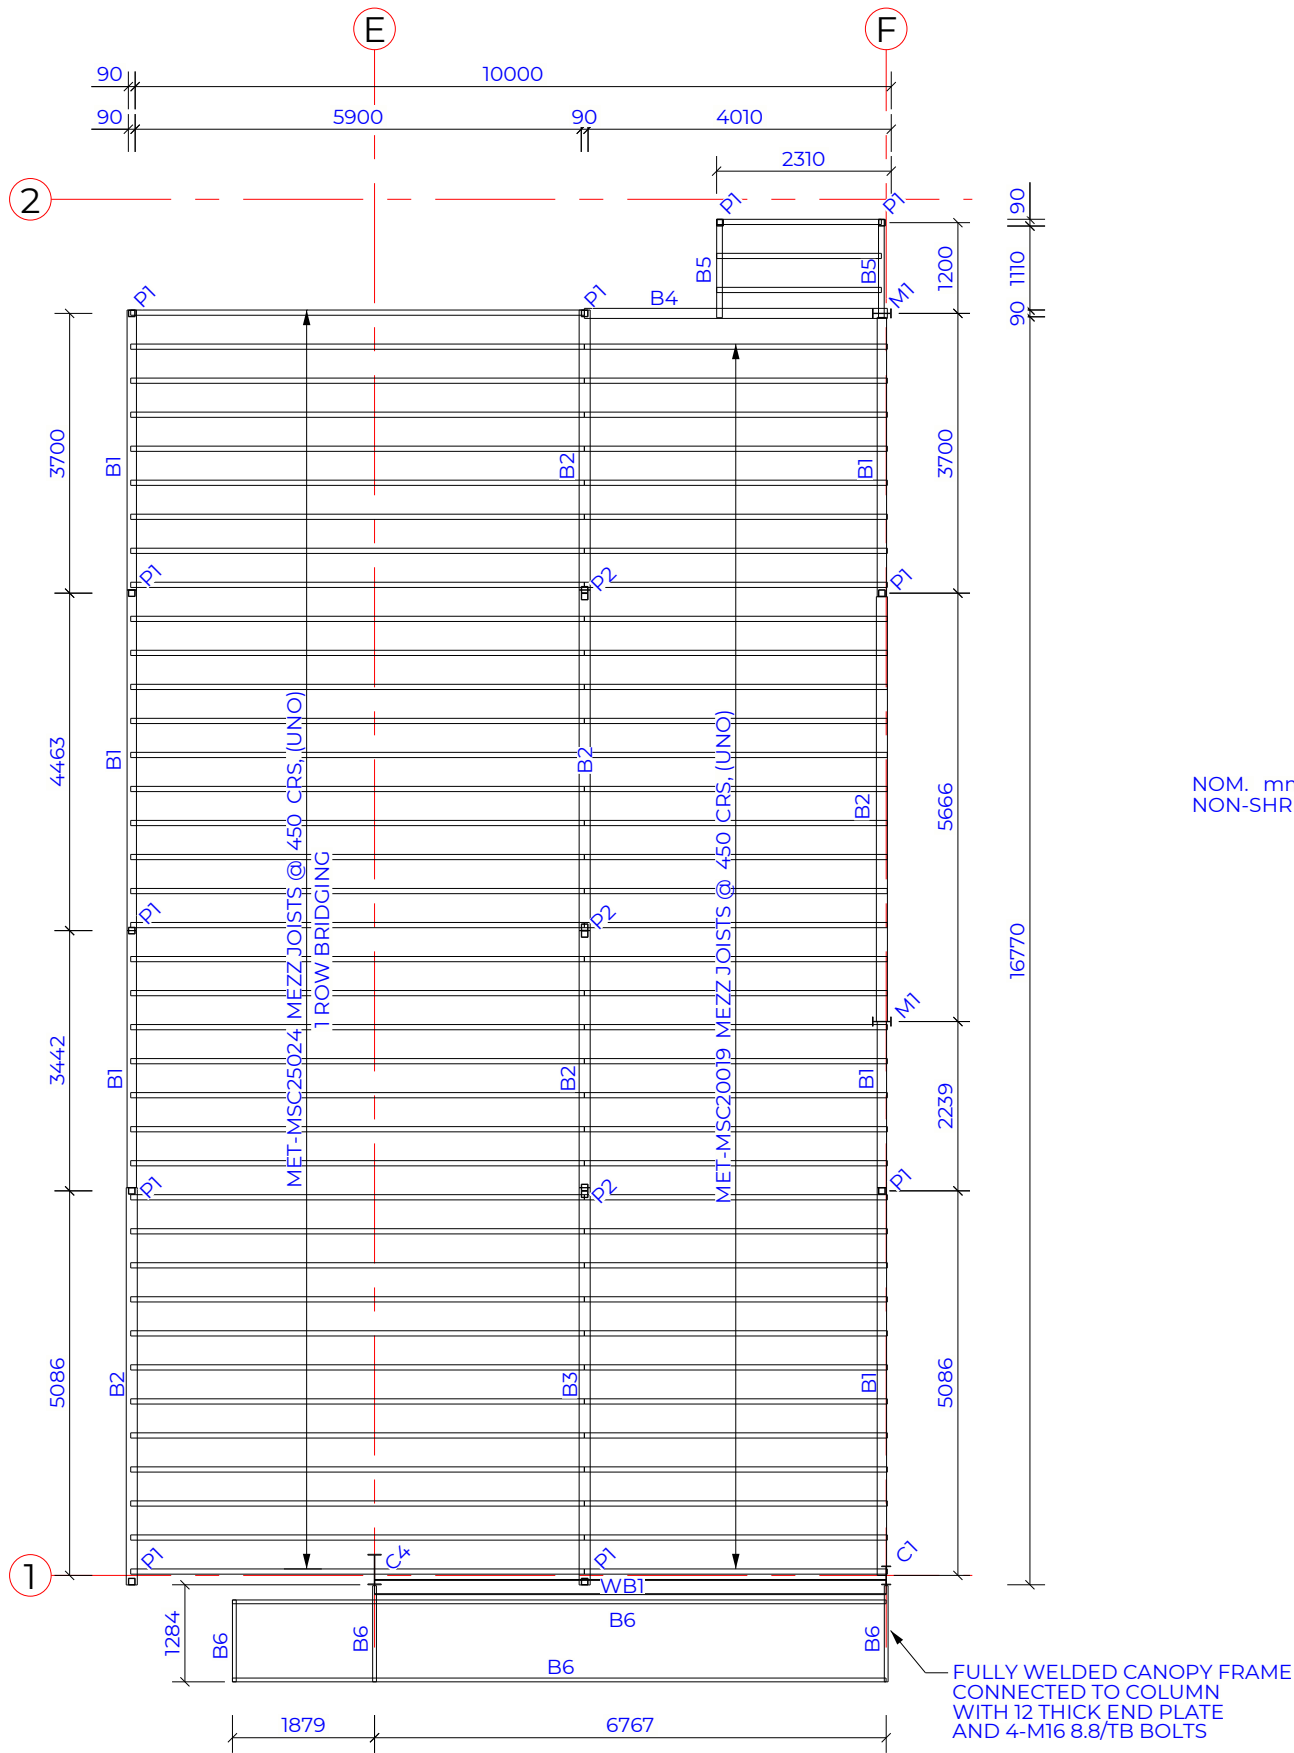 E
F
90
10000
90
5900
90
4010
2310
2
P1
P1
90
B5
B5
1200
1110
P1
P1
B4
M1
90
3700
B1
B2
B1
3700
P1
P2
P1
4463
B1
B2
B2
5666
NOM. mm
NON-SHR
MET-MSC25024 MEZZ JOISTS @ 450 CRS, (UNO)
1 ROW BRIDGING
MET-MSC20019 MEZZ JOISTS @ 450 CRS, (UNO)
P1
P2
16770
M1
3442
B1
B2
B1
2239
P1
P2
P1
5086
B2
B3
B1
5086
1
P1
C4
P1
C1
WB1
1284
B6
B6
B6
B6
B6
FULLY WELDED CANOPY FRAME
CONNECTED TO COLUMN
WITH 12 THICK END PLATE
AND 4-M16 8.8/TB BOLTS
1879
6767